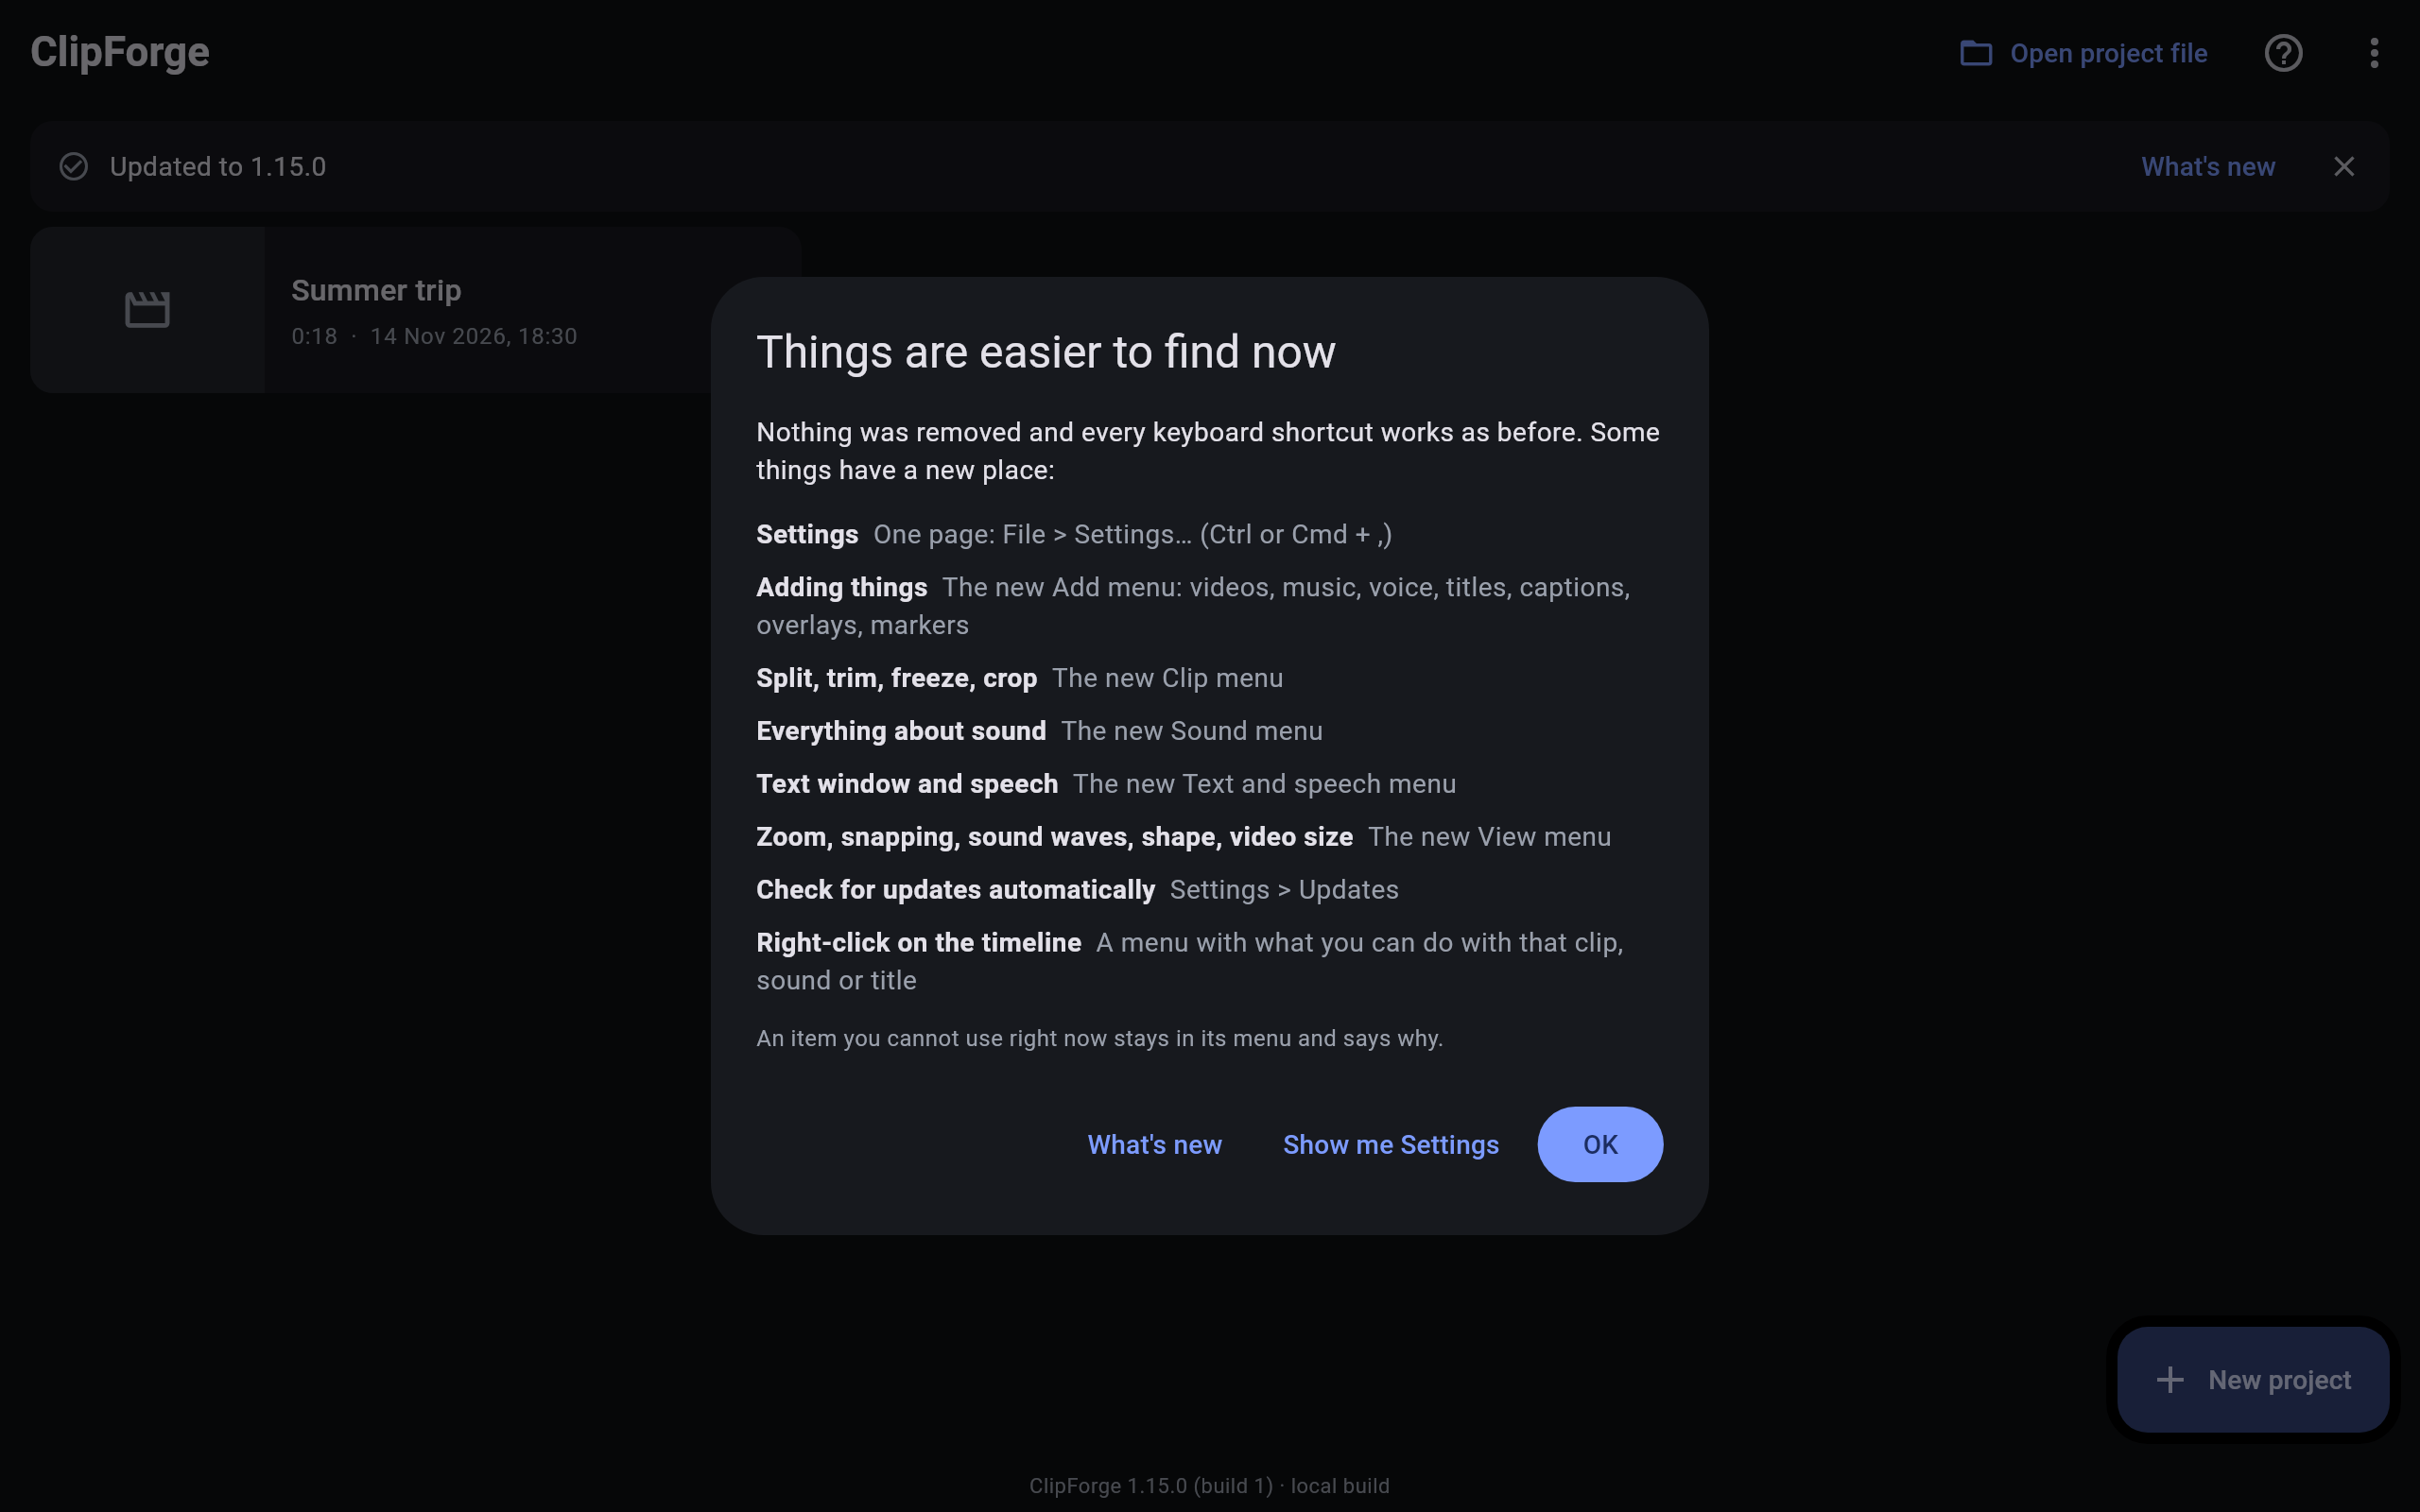 ClipForge
Open project file
Updated to 1.15.0
What's new
Summer trip
0:18 · 14 Nov 2026, 18:30
Things are easier to find now
Nothing was removed and every keyboard shortcut works as before. Some
things have a new place:
Settings One page: File > Settings… (Ctrl or Cmd + ,)
Adding things The new Add menu: videos, music, voice, titles, captions,
overlays, markers
Split, trim, freeze, crop The new Clip menu
Everything about sound The new Sound menu
Text window and speech The new Text and speech menu
Zoom, snapping, sound waves, shape, video size The new View menu
Check for updates automatically Settings > Updates
Right-click on the timeline A menu with what you can do with that clip,
sound or title
An item you cannot use right now stays in its menu and says why.
What's new
Show me Settings
OK
New project
ClipForge 1.15.0 (build 1) · local build